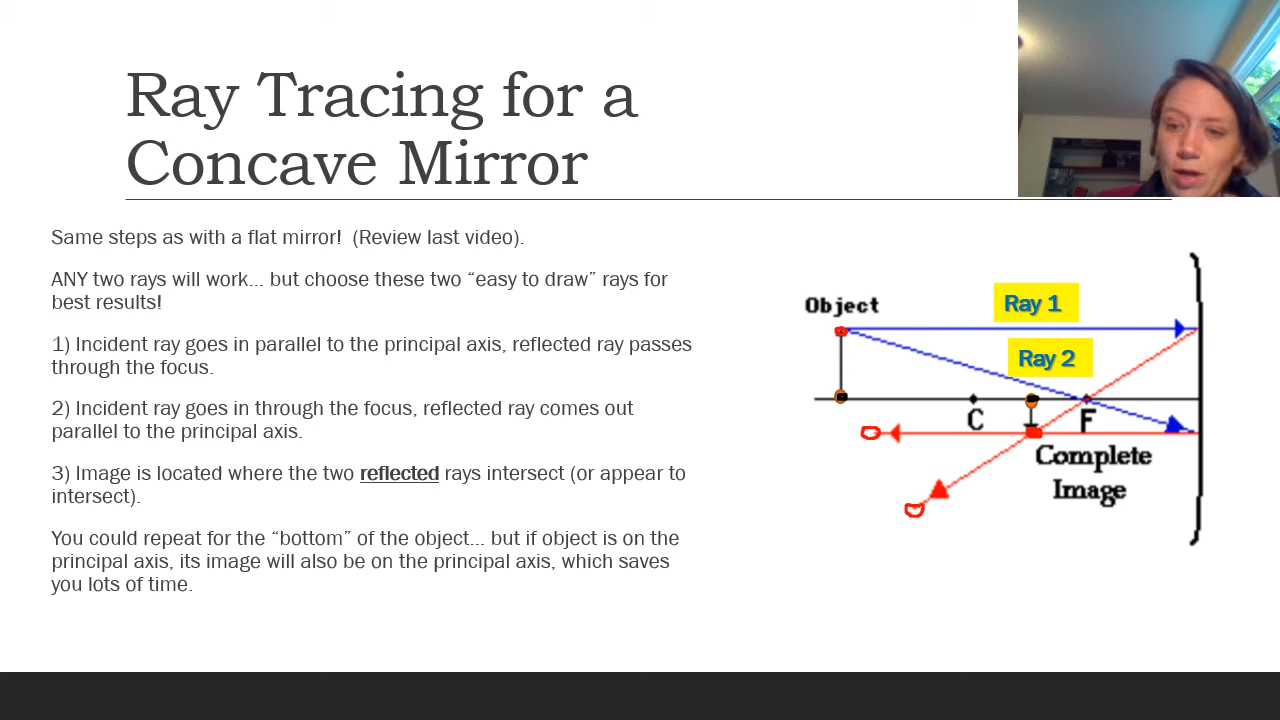 Ray Tracing for a
Concave Mirror
Same steps as with a flat mirror!  (Review last video).
ANY two rays will work... but choose these two “easy to draw” rays for
best results!
1) Incident ray goes in parallel to the principal axis, reflected ray passes
through the focus.
2) Incident ray goes in through the focus, reflected ray comes out
parallel to the principal axis.
3) Image is located where the two reflected rays intersect (or appear to
intersect).
You could repeat for the “bottom” of the object... but if object is on the
principal axis, its image will also be on the principal axis, which saves
you lots of time.
Object
Ray 1
Ray 2
C
F
Complete
Image